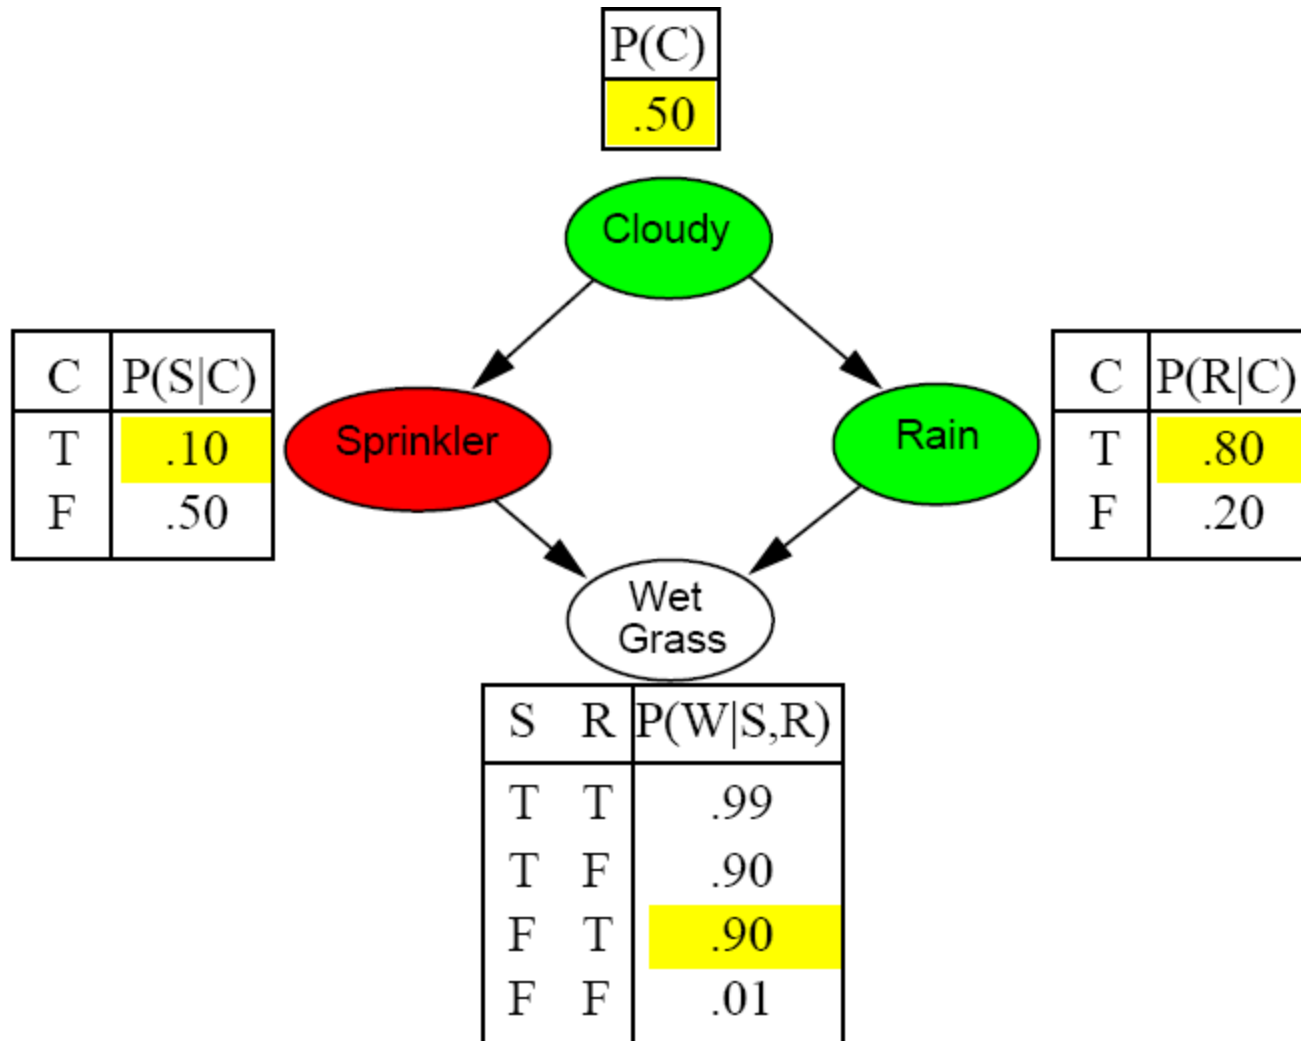 P(C)
.50
Cloudy
C P(S|C)
T .10
F .50
Sprinkler
Rain
C P(R|C)
T .80
F .20
Wet
Grass
S R P(W|S,R)
T T .99
T F .90
F T .90
F F .01